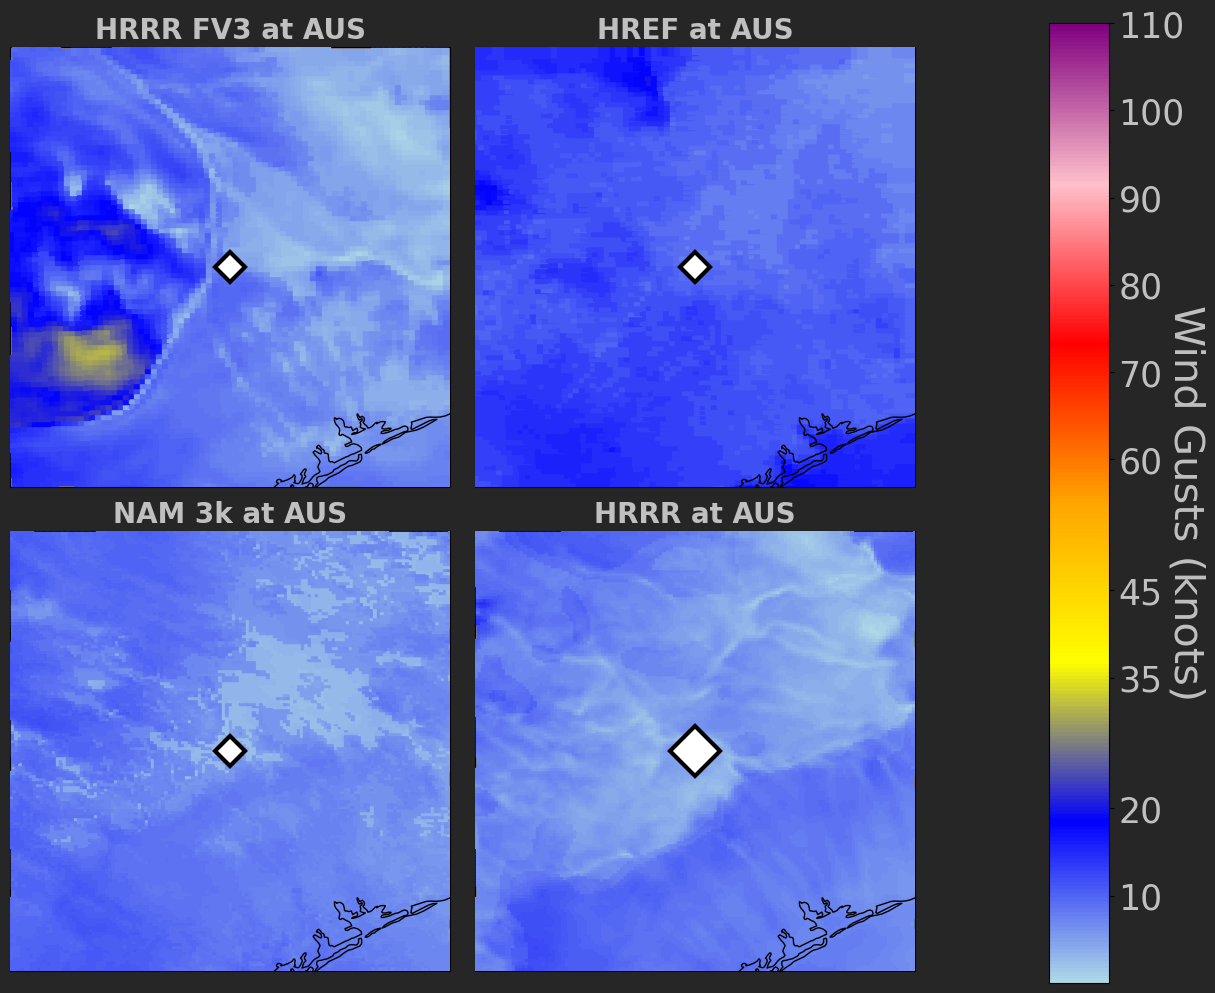 HRRR FV3 at AUS
HREF at AUS
NAM 3k at AUS
HRRR at AUS
110
100
90
80
70
60
45
35
20
10
Wind Gusts (knots)